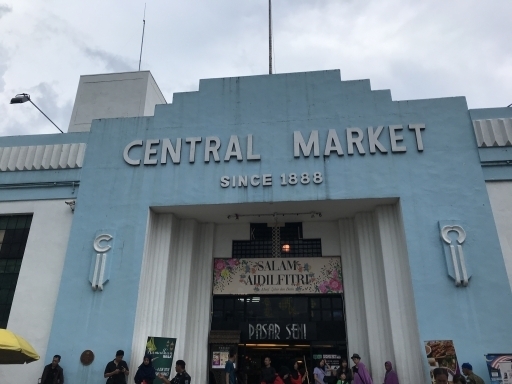 CENTRAL MARKET
SINCE 1888
SALAM
AIDILFITRI
PASAR SENI